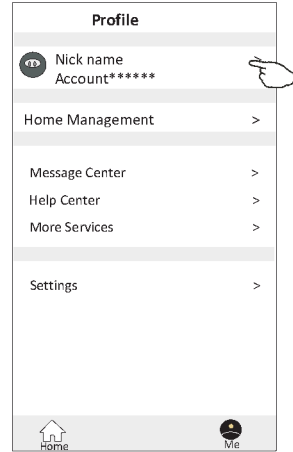 Profile
Nick name
Account******
Home Management >
Message Center >
Help Center >
More Services >
Settings >
Home Me